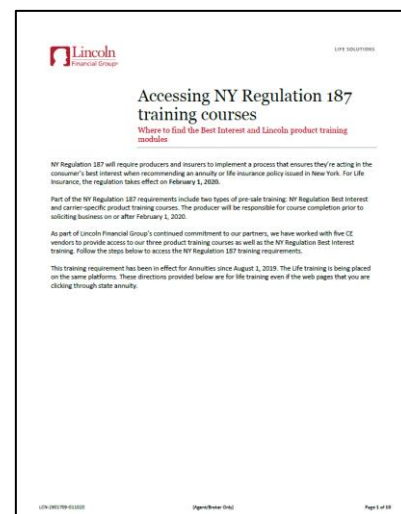 Lincoln
Financial Group®
LIFE SOLUTIONS
Accessing NY Regulation 187
training courses
Where to find the Best Interest and Lincoln product training
modules
NY Regulation 187 will require producers and insurers to implement a process that ensures they're acting in the
consumer's best interest when recommending an annuity or life insurance policy issued in New York. For Life
Insurance, the regulation takes effect on February 1, 2020.
Part of the NY Regulation 187 requirements include two types of pre-sale training: NY Regulation Best Interest
and carrier-specific product training courses. The producer will be responsible for course completion prior to
soliciting business on or after February 1, 2020.
As part of Lincoln Financial Group's continued commitment to our partners, we have worked with five CE
vendors to provide access to our three product training courses as well as the NY Regulation Best Interest
training. Follow the steps below to access the NY Regulation 187 training requirements.
This training requirement has been in effect for Annuities since August 1, 2019. The Life training is being placed
on the same platforms. These directions provided below are for life training even if the web pages that you are
clicking through state annuity.
LCN-2901709-011020
(Agent/Broker Only)
Page 1 of 10